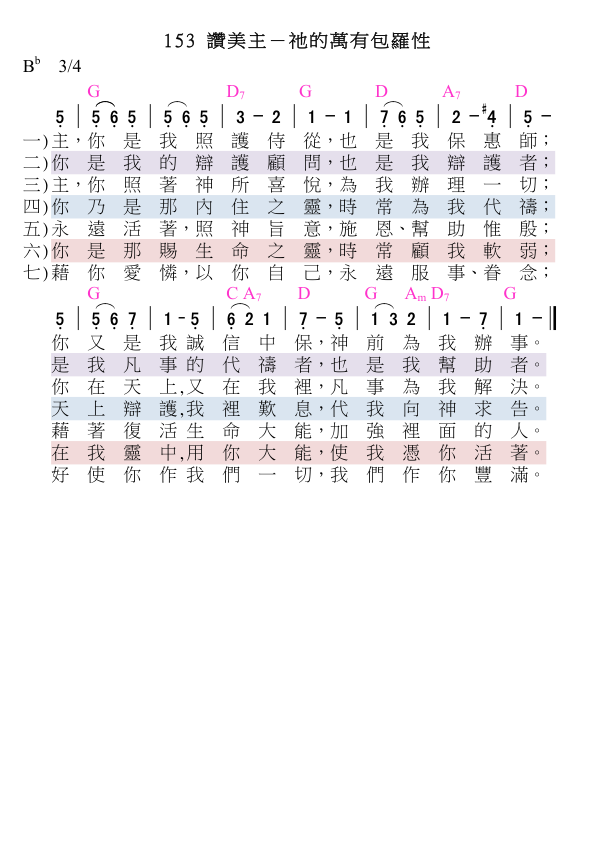 153 讚美主－祂的萬有包羅性
B♭ 3/4
G D7 G D A7 D
5 | 5 6 5 | 5 6 5 | 3 － 2 | 1 － 1 | 7 6 5 | 2 － ♯4 | 5 －
一)主，你 是 我 照 護 侍 從，也 是 我 保 惠 師；
二)你 是 我 的 辯 護 顧 問，也 是 我 辯 護 者；
三)主，你 照 著 神 所 喜 悅，為 我 辦 理 一 切；
四)你 乃 是 那 內 住 之 靈，時 常 為 我 代 禱；
五)永 遠 活 著，照 神 旨 意，施 恩、幫 助 惟 殷；
六)你 是 那 賜 生 命 之 靈，時 常 顧 我 軟 弱；
七)藉 你 愛 憐，以 你 自 己，永 遠 服 事、眷 念；
G C A7 D G Am D7 G
5 | 5 6 7 | 1 - 5 | 6 2 1 | 7 － 5 | 1 3 2 | 1 － 7 | 1 － ||
你 又 是 我 誠 信 中 保，神 前 為 我 辦 事。
是 我 凡 事 的 代 禱 者，也 是 我 幫 助 者。
你 在 天 上,又 在 我 裡，凡 事 為 我 解 決。
天 上 辯 護,我 裡 歎 息，代 我 向 神 求 告。
藉 著 復 活 生 命 大 能，加 強 裡 面 的 人。
在 我 靈 中,用 你 大 能，使 我 憑 你 活 著。
好 使 你 作 我 們 一 切，我 們 作 你 豐 滿。